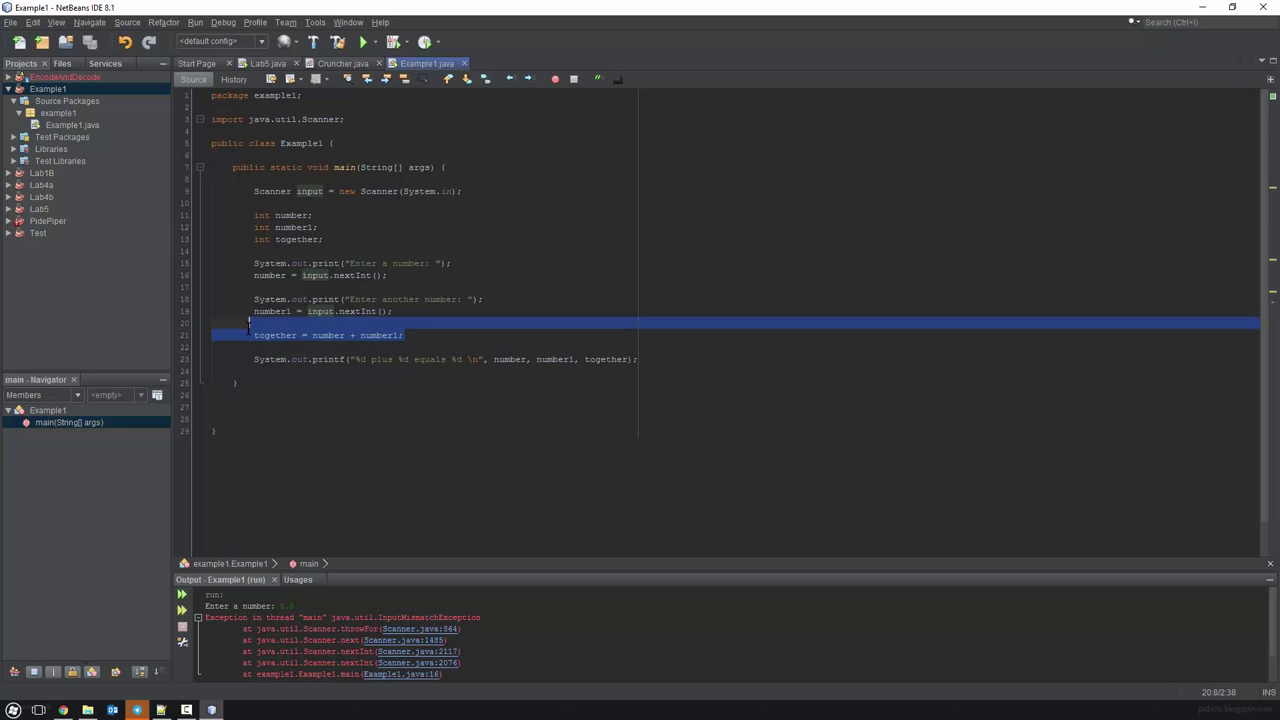 Example1 - NetBeans IDE 8.1
File Edit View Navigate Source Refactor Run Debug Profile Team Tools Window Help
Search (Ctrl+I)
<default config>
Projects Files Services
Start Page Lab5.java Cruncher.java Example1.java
Source History
EncodeAndDecode
Example1
Source Packages
example1
Example1.java
Test Packages
Libraries
Test Libraries
Lab1B
Lab4a
Lab4b
Lab5
PidePiper
Test
1 package example1;
2
3 import java.util.Scanner;
4
5 public class Example1 {
6
7 public static void main(String[] args) {
8
9 Scanner input = new Scanner(System.in);
10
11 int number;
12 int number1;
13 int together;
14
15 System.out.print("Enter a number: ");
16 number = input.nextInt();
17
18 System.out.print("Enter another number: ");
19 number1 = input.nextInt();
20
21 together = number + number1;
22
23 System.out.printf("%d plus %d equals %d \n", number, number1, together);
24
25 }
26
27
28
29 }
main - Navigator
Members <empty>
Example1
main(String[] args)
example1.Example1 main
Output - Example1 (run) Usages
run:
Enter a number: 5.5
Exception in thread "main" java.util.InputMismatchException
at java.util.Scanner.throwFor(Scanner.java:864)
at java.util.Scanner.next(Scanner.java:1485)
at java.util.Scanner.nextInt(Scanner.java:2117)
at java.util.Scanner.nextInt(Scanner.java:2076)
at example1.Example1.main(Example1.java:16)
20:8/2:38 INS